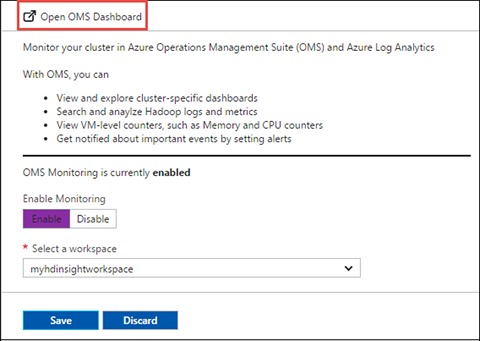 Open OMS Dashboard
Monitor your cluster in Azure Operations Management Suite (OMS) and Azure Log Analytics
With OMS, you can
• View and explore cluster-specific dashboards
• Search and anaylze Hadoop logs and metrics
• View VM-level counters, such as Memory and CPU counters
• Get notified about important events by setting alerts
OMS Monitoring is currently enabled
Enable Monitoring
Enable Disable
* Select a workspace
myhdinsightworkspace
Save Discard